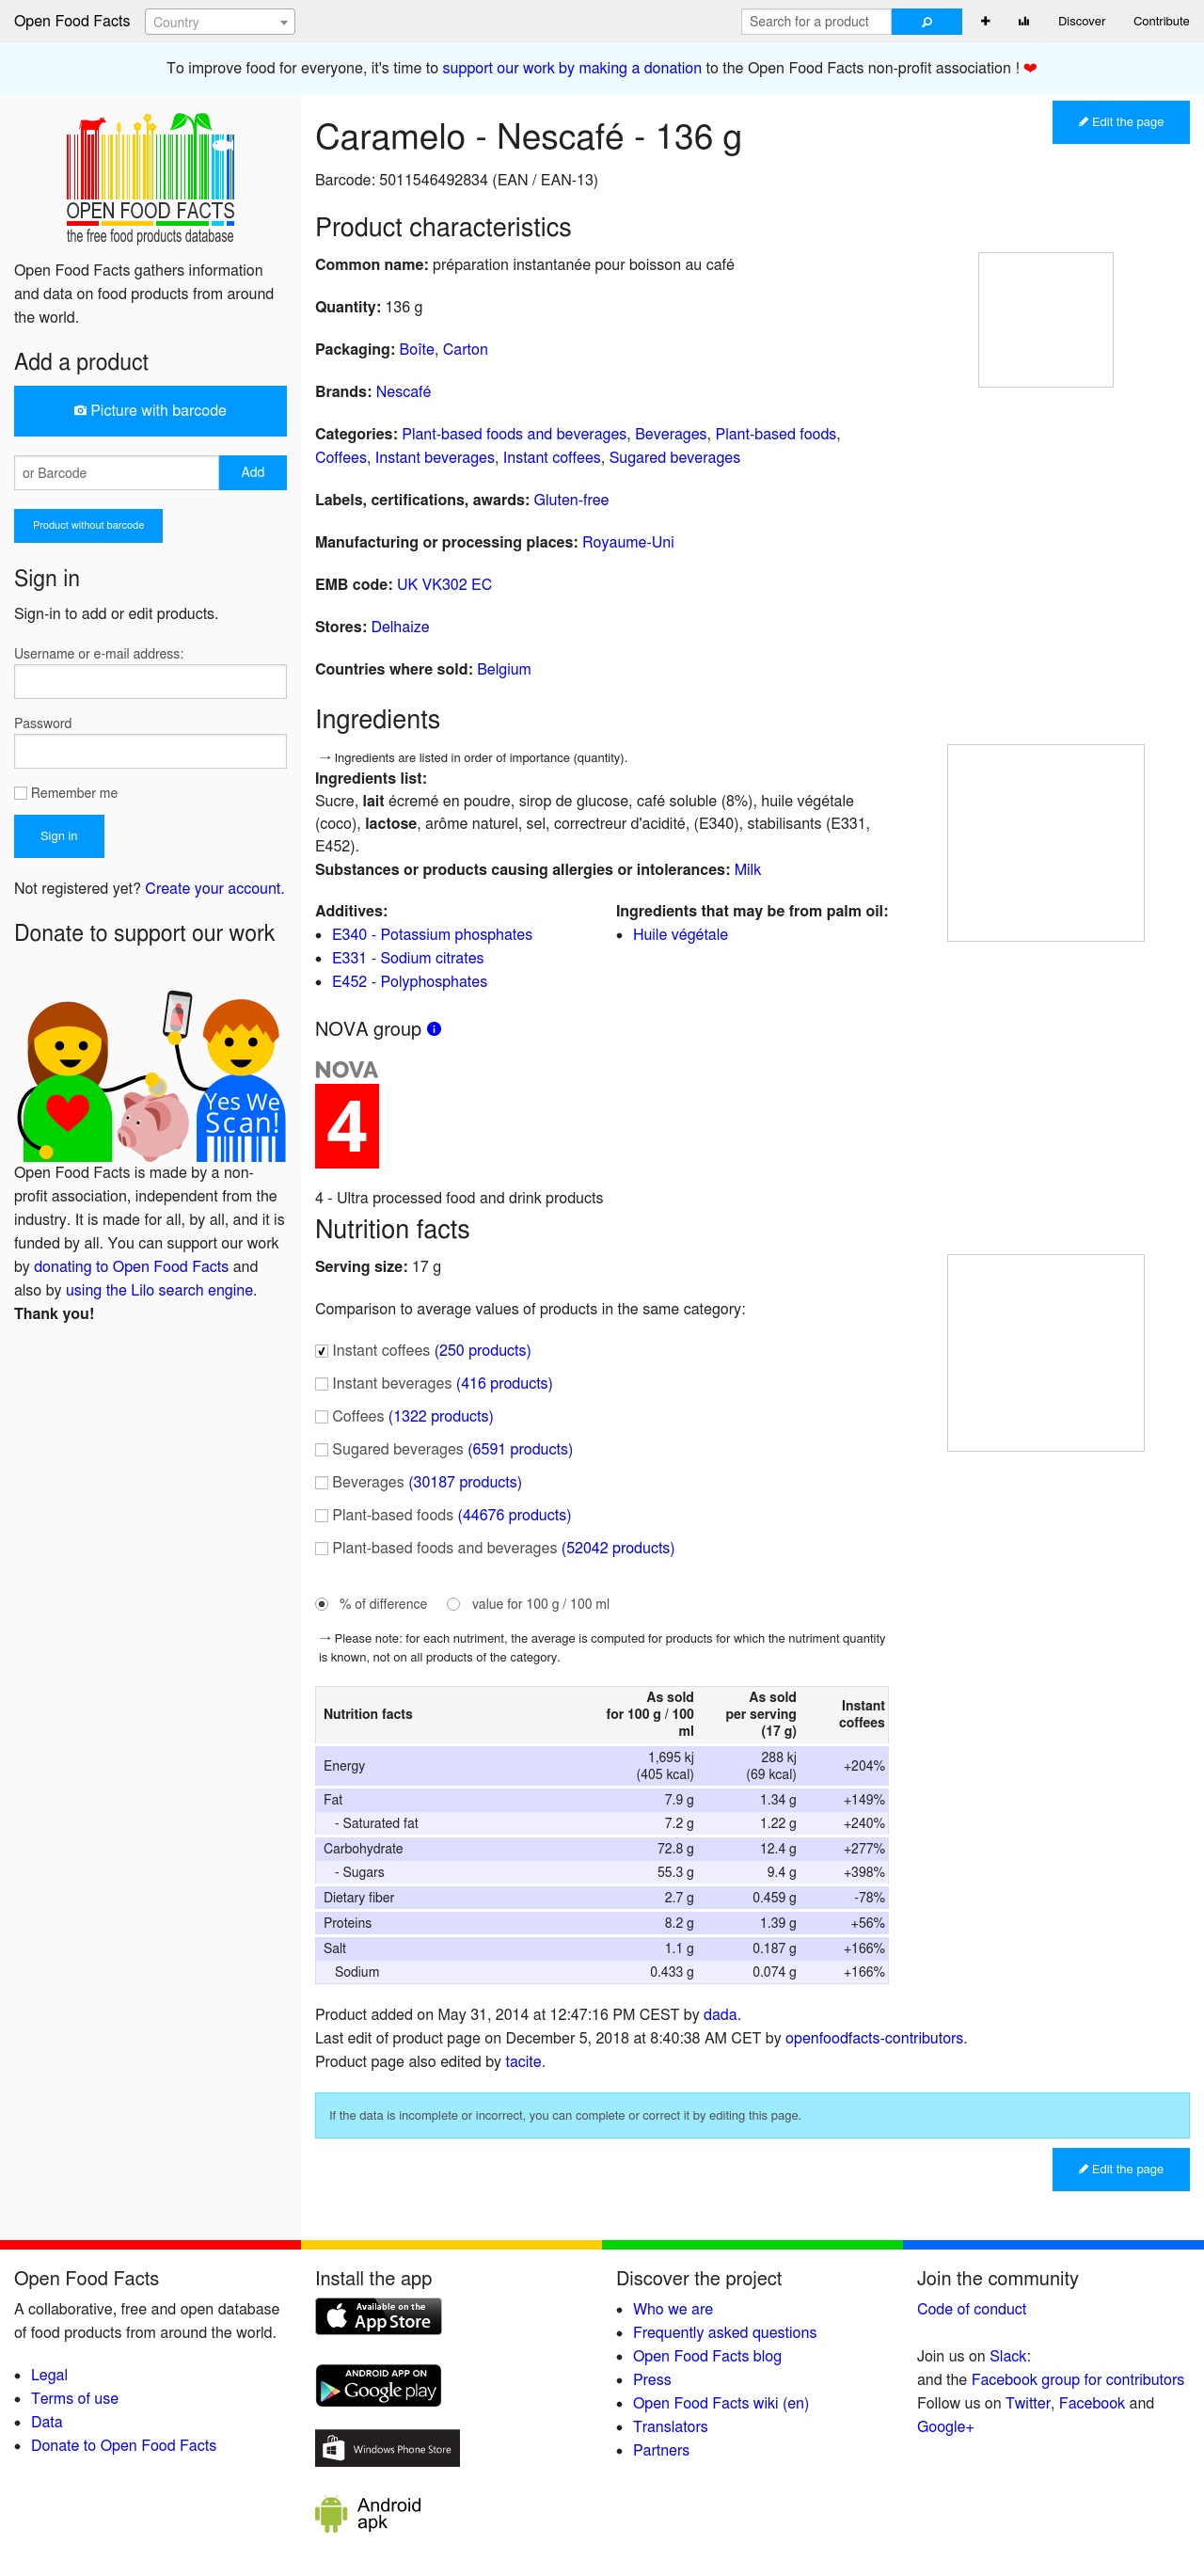 Open Food Facts
Country
Search for a product
Discover
Contribute
To improve food for everyone, it's time to support our work by making a donation to the Open Food Facts non-profit association ! ❤
OPEN FOOD FACTS
the free food products database
Open Food Facts gathers information
and data on food products from around
the world.
Add a product
Picture with barcode
or Barcode
Add
Product without barcode
Sign in
Sign-in to add or edit products.
Username or e-mail address:
Password
Remember me
Sign in
Not registered yet? Create your account.
Donate to support our work
Yes We
Scan!
Open Food Facts is made by a non-
profit association, independent from the
industry. It is made for all, by all, and it is
funded by all. You can support our work
by donating to Open Food Facts and
also by using the Lilo search engine.
Thank you!
Edit the page
Caramelo - Nescafé - 136 g
Barcode: 5011546492834 (EAN / EAN-13)
Product characteristics
Common name: préparation instantanée pour boisson au café
Quantity: 136 g
Packaging: Boîte, Carton
Brands: Nescafé
Categories: Plant-based foods and beverages, Beverages, Plant-based foods,
Coffees, Instant beverages, Instant coffees, Sugared beverages
Labels, certifications, awards: Gluten-free
Manufacturing or processing places: Royaume-Uni
EMB code: UK VK302 EC
Stores: Delhaize
Countries where sold: Belgium
Ingredients
→ Ingredients are listed in order of importance (quantity).
Ingredients list:
Sucre, lait écremé en poudre, sirop de glucose, café soluble (8%), huile végétale
(coco), lactose, arôme naturel, sel, correctreur d'acidité, (E340), stabilisants (E331,
E452).
Substances or products causing allergies or intolerances: Milk
Additives:
• E340 - Potassium phosphates
• E331 - Sodium citrates
• E452 - Polyphosphates
Ingredients that may be from palm oil:
• Huile végétale
NOVA group
NOVA
4
4 - Ultra processed food and drink products
Nutrition facts
Serving size: 17 g
Comparison to average values of products in the same category:
Instant coffees (250 products)
Instant beverages (416 products)
Coffees (1322 products)
Sugared beverages (6591 products)
Beverages (30187 products)
Plant-based foods (44676 products)
Plant-based foods and beverages (52042 products)
% of difference value for 100 g / 100 ml
→ Please note: for each nutriment, the average is computed for products for which the nutriment quantity
is known, not on all products of the category.
Nutrition facts
As sold
for 100 g / 100
ml
As sold
per serving
(17 g)
Instant
coffees
Energy 1,695 kj
(405 kcal) 288 kj
(69 kcal) +204%
Fat 7.9 g 1.34 g +149%
- Saturated fat 7.2 g 1.22 g +240%
Carbohydrate 72.8 g 12.4 g +277%
- Sugars 55.3 g 9.4 g +398%
Dietary fiber 2.7 g 0.459 g -78%
Proteins 8.2 g 1.39 g +56%
Salt 1.1 g 0.187 g +166%
Sodium 0.433 g 0.074 g +166%
Product added on May 31, 2014 at 12:47:16 PM CEST by dada.
Last edit of product page on December 5, 2018 at 8:40:38 AM CET by openfoodfacts-contributors.
Product page also edited by tacite.
If the data is incomplete or incorrect, you can complete or correct it by editing this page.
Edit the page
Open Food Facts
A collaborative, free and open database
of food products from around the world.
• Legal
• Terms of use
• Data
• Donate to Open Food Facts
Install the app
Available on the
App Store
ANDROID APP ON
Google play
Windows Phone Store
Android
apk
Discover the project
• Who we are
• Frequently asked questions
• Open Food Facts blog
• Press
• Open Food Facts wiki (en)
• Translators
• Partners
Join the community
Code of conduct
Join us on Slack:
and the Facebook group for contributors
Follow us on Twitter, Facebook and
Google+